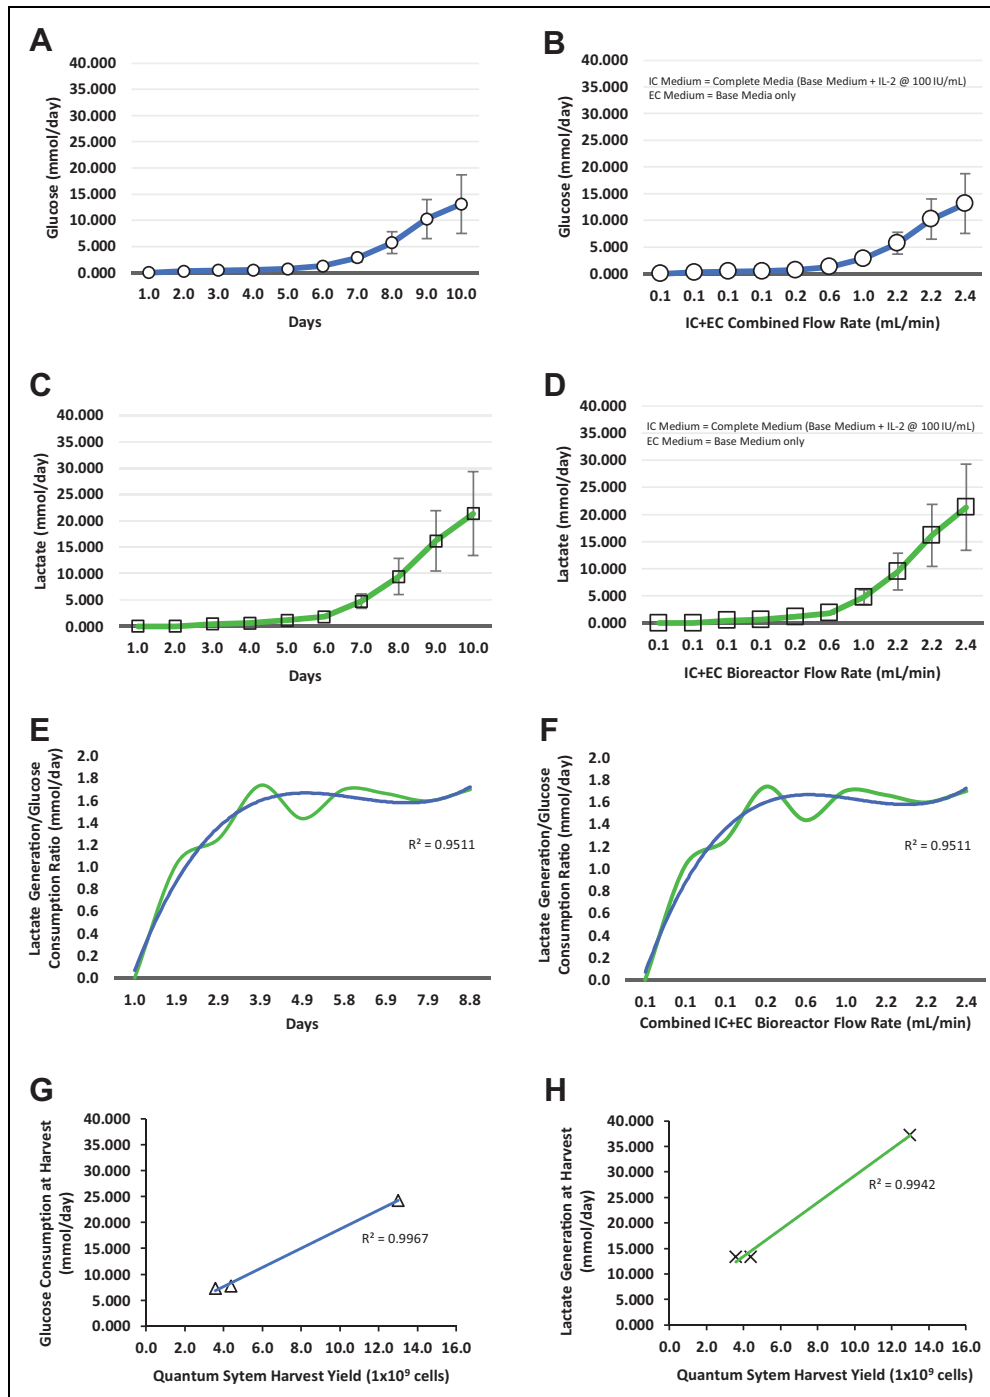 A
Glucose (mmol/day)
40.000
35.000
30.000
25.000
20.000
15.000
10.000
5.000
0.000
1.0 2.0 3.0 4.0 5.0 6.0 7.0 8.0 9.0 10.0
Days
B
Glucose (mmol/day)
40.000
35.000
30.000
25.000
20.000
15.000
10.000
5.000
0.000
IC Medium = Complete Media (Base Medium + IL-2 @ 100 IU/mL)
EC Medium = Base Media only
0.1 0.1 0.1 0.1 0.2 0.6 1.0 2.2 2.2 2.4
IC+EC Combined Flow Rate (mL/min)
C
Lactate (mmol/day)
40.000
35.000
30.000
25.000
20.000
15.000
10.000
5.000
0.000
1.0 2.0 3.0 4.0 5.0 6.0 7.0 8.0 9.0 10.0
Days
D
Lactate (mmol/day)
40.000
35.000
30.000
25.000
20.000
15.000
10.000
5.000
0.000
IC Medium = Complete Medium (Base Medium + IL-2 @ 100 IU/mL)
EC Medium = Base Medium only
0.1 0.1 0.1 0.1 0.2 0.6 1.0 2.2 2.2 2.4
IC+EC Bioreactor Flow Rate (mL/min)
E
Lactate Generation/Glucose
Consumption Ratio (mmol/day)
2.0
1.8
1.6
1.4
1.2
1.0
0.8
0.6
0.4
0.2
0.0
R² = 0.9511
1.0 1.9 2.9 3.9 4.9 5.8 6.9 7.9 8.8
Days
F
Lactate Generation/Glucose
Consumption Ratio (mmol/day)
2.0
1.8
1.6
1.4
1.2
1.0
0.8
0.6
0.4
0.2
0.0
R² = 0.9511
0.1 0.1 0.1 0.2 0.6 1.0 2.2 2.2 2.4
Combined IC+EC Bioreactor Flow Rate (mL/min)
G
Glucose Consumption at Harvest
(mmol/day)
40.000
35.000
30.000
25.000
20.000
15.000
10.000
5.000
0.000
R² = 0.9967
0.0 2.0 4.0 6.0 8.0 10.0 12.0 14.0 16.0
Quantum Sytem Harvest Yield (1x10⁹ cells)
H
Lactate Generation at Harvest
(mmol/day)
40.000
35.000
30.000
25.000
20.000
15.000
10.000
5.000
0.000
R² = 0.9942
0.0 2.0 4.0 6.0 8.0 10.0 12.0 14.0 16.0
Quantum Sytem Harvest Yield (1x10⁹ cells)